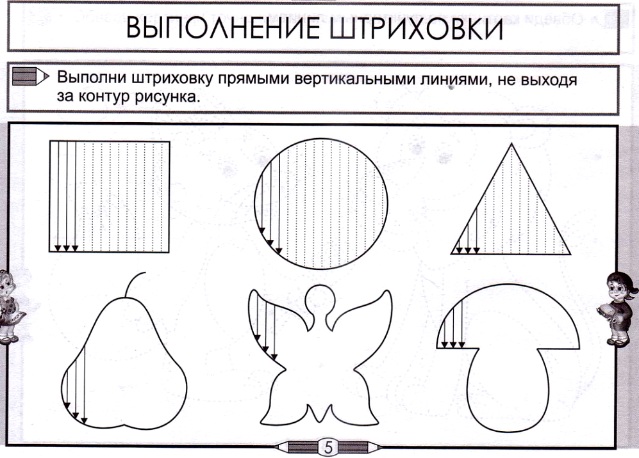 ВЫПОЛНЕНИЕ ШТРИХОВКИ
Выполни штриховку прямыми вертикальными линиями, не выходя
за контур рисунка.
5